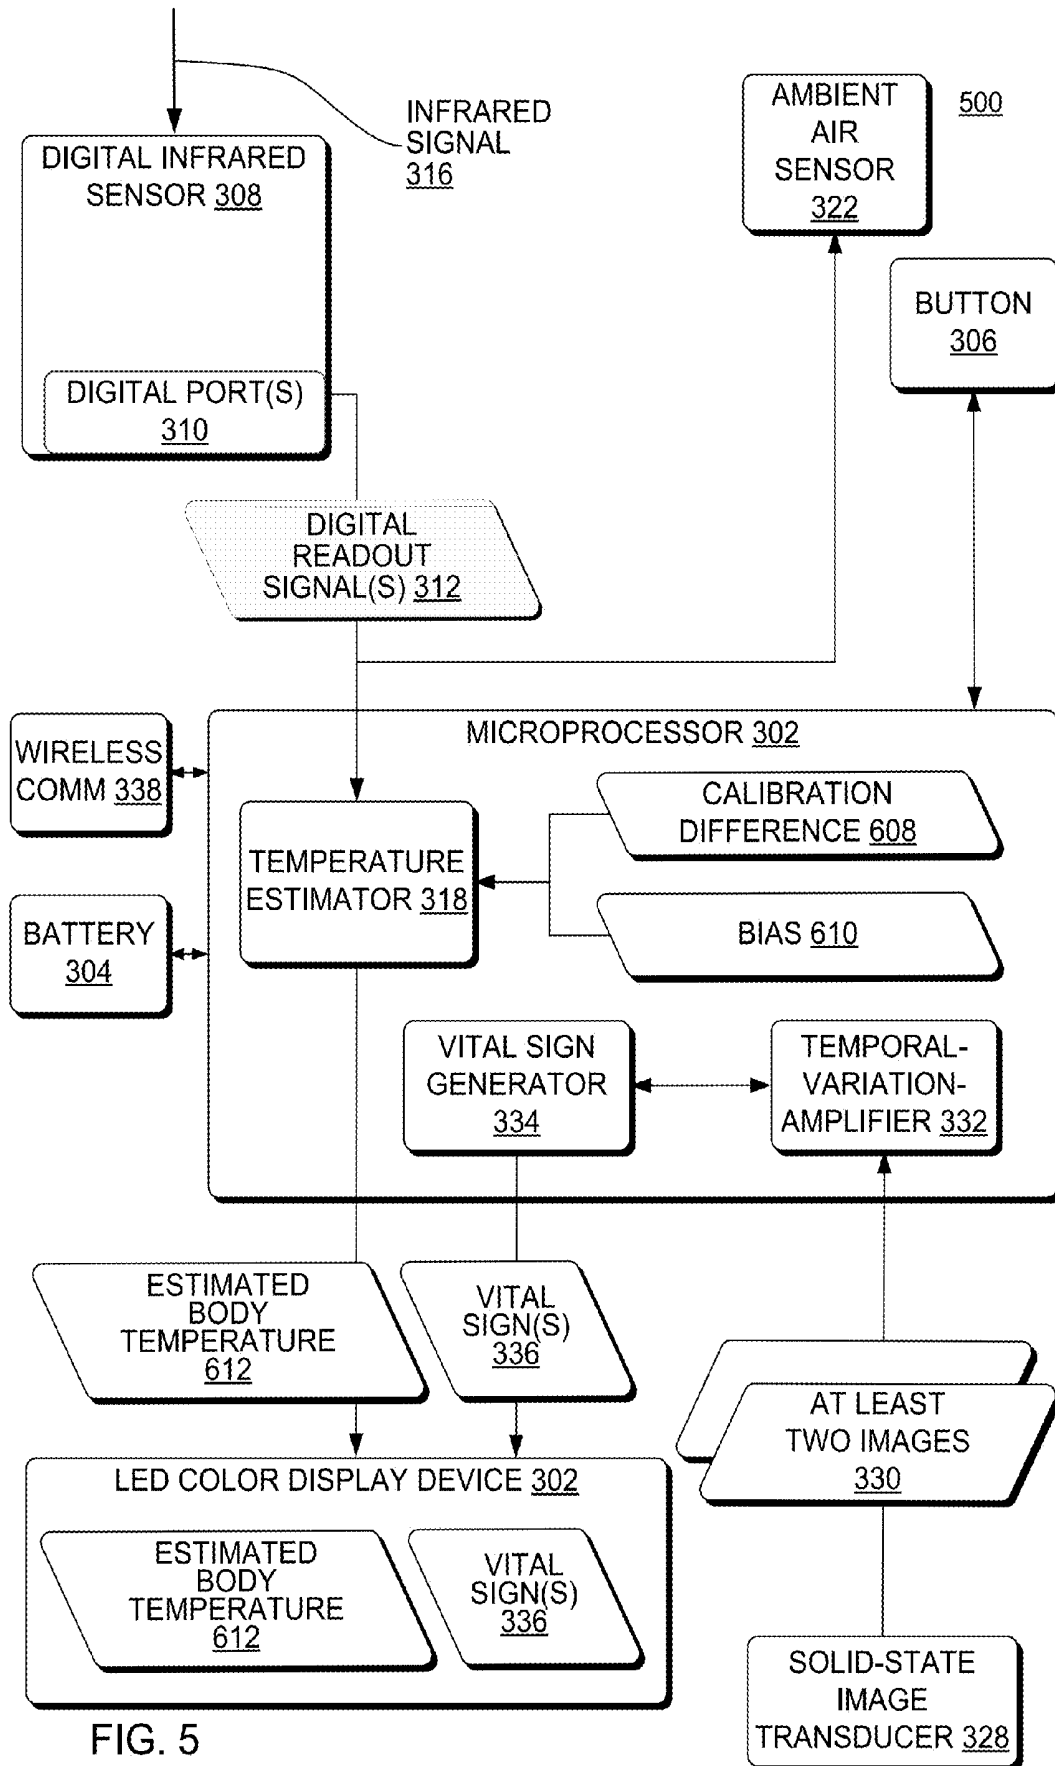 INFRARED
SIGNAL
316
AMBIENT
AIR
SENSOR
322
500
DIGITAL INFRARED
SENSOR 308
BUTTON
306
DIGITAL PORT(S)
310
DIGITAL
READOUT
SIGNAL(S) 312
MICROPROCESSOR 302
WIRELESS
COMM 338
CALIBRATION
DIFFERENCE 608
TEMPERATURE
ESTIMATOR 318
BATTERY
304
BIAS 610
VITAL SIGN
GENERATOR
334
TEMPORAL-
VARIATION-
AMPLIFIER 332
ESTIMATED
BODY
TEMPERATURE
612
VITAL
SIGN(S)
336
AT LEAST
TWO IMAGES
330
LED COLOR DISPLAY DEVICE 302
ESTIMATED
BODY
TEMPERATURE
612
VITAL
SIGN(S)
336
SOLID-STATE
IMAGE
TRANSDUCER 328
FIG. 5